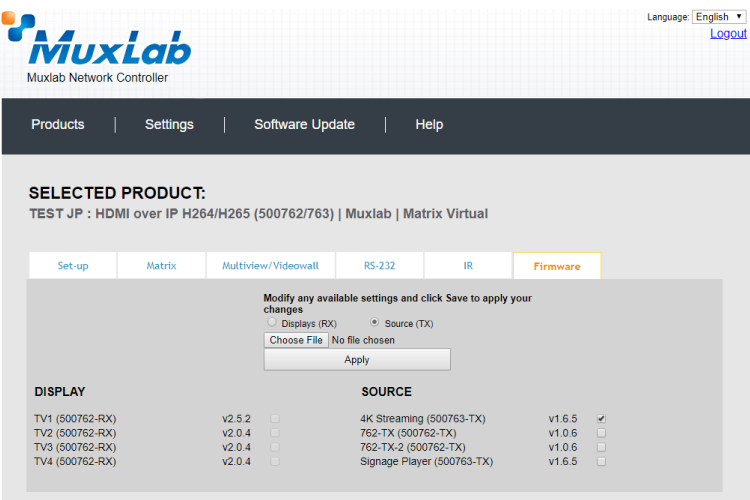 Language: English
Logout
MuxLab
Muxlab Network Controller
Products | Settings | Software Update | Help
SELECTED PRODUCT:
TEST JP : HDMI over IP H264/H265 (500762/763) | Muxlab | Matrix Virtual
Set-up Matrix Multiview/Videowall RS-232 IR Firmware
Modify any available settings and click Save to apply your
changes
Displays (RX) Source (TX)
Choose File No file chosen
Apply
DISPLAY SOURCE
TV1 (500762-RX) v2.5.2 4K Streaming (500763-TX) v1.6.5
TV2 (500762-RX) v2.0.4 762-TX (500762-TX) v1.0.6
TV3 (500762-RX) v2.0.4 762-TX-2 (500762-TX) v1.0.6
TV4 (500762-RX) v2.0.4 Signage Player (500763-TX) v1.6.5